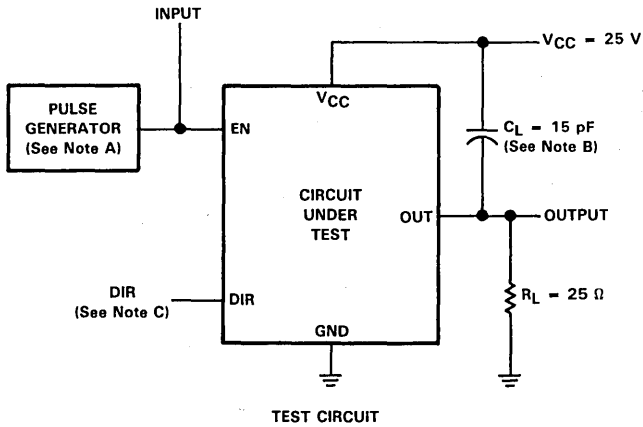 INPUT
VCC = 25 V
PULSE
GENERATOR
(See Note A)
VCC
EN
CL = 15 pF
(See Note B)
CIRCUIT
UNDER
TEST
OUT
OUTPUT
DIR
(See Note C)
DIR
RL = 25 Ω
GND
TEST CIRCUIT